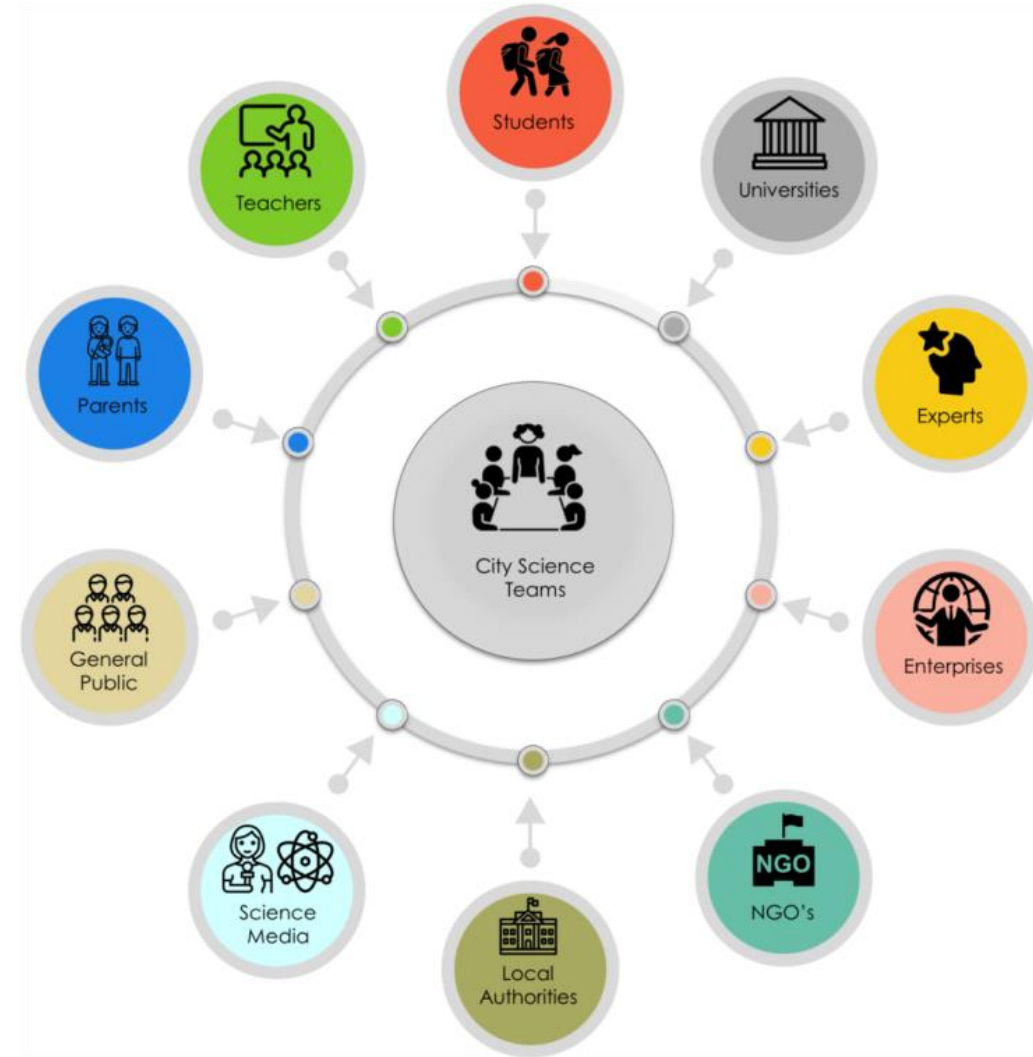 Students
Universities
Experts
Enterprises
NGO
NGO's
Local
Authorities
Science
Media
General
Public
Parents
Teachers
City Science
Teams